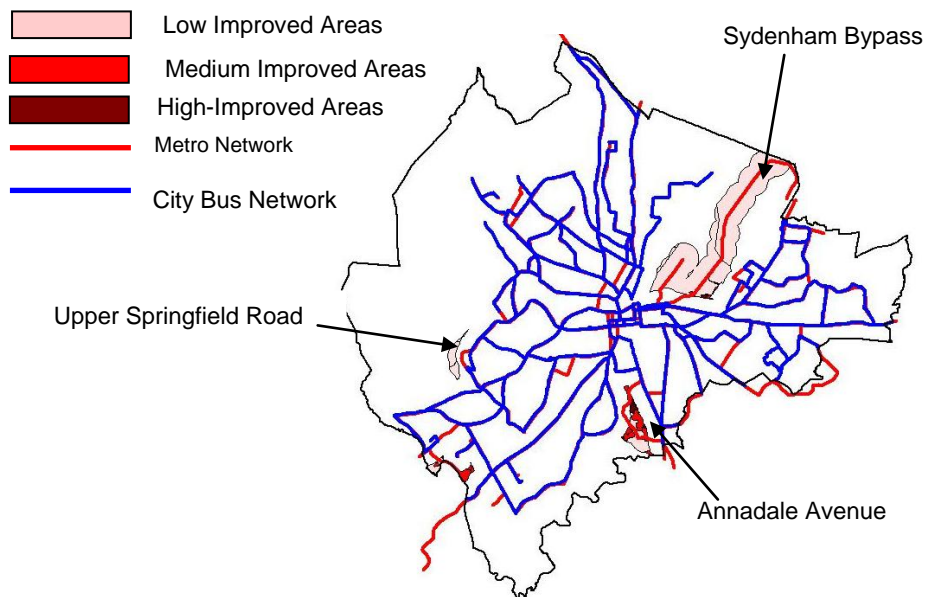 Low Improved Areas
Medium Improved Areas
High-Improved Areas
Metro Network
City Bus Network
Sydenham Bypass
Upper Springfield Road
Annadale Avenue